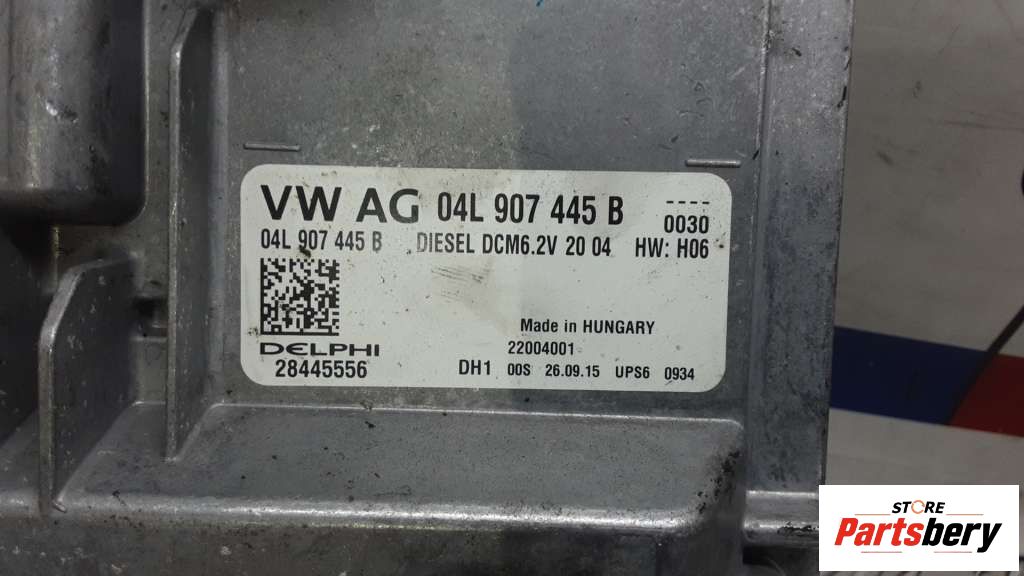 VW AG 04L 907 445 B ----
0030
04L 907 445 B DIESEL DCM6.2V 20 04 HW: H06
Made in HUNGARY
DELPHI 22004001
28445556 DH1 00S 26.09.15 UPS6 0934
STORE
Partsbery